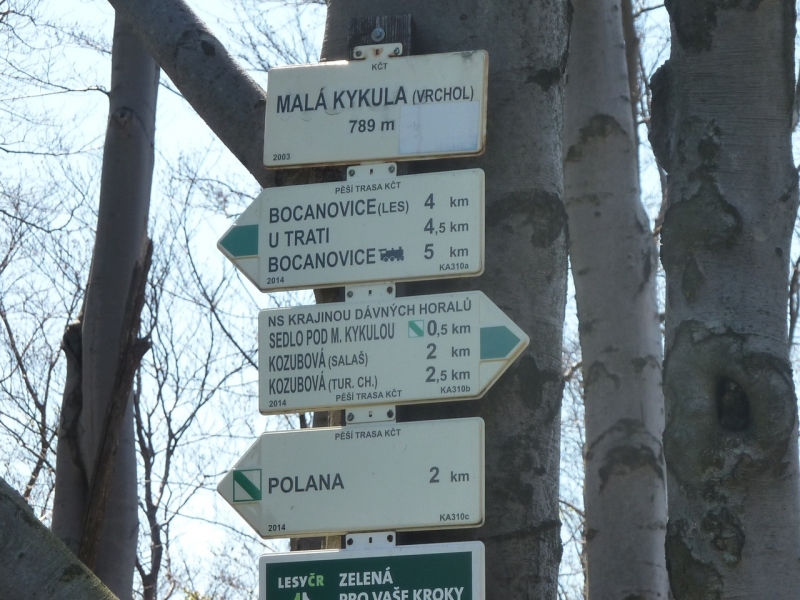 KČT
MALÁ KYKULA (VRCHOL)
789 m
2003
PĚŠÍ TRASA KČT
BOCANOVICE (LES) 4 km
U TRATI 4,5 km
BOCANOVICE 5 km
2014 KA310a
NS KRAJINOU DÁVNÝCH HORALŮ
SEDLO POD M. KYKULOU 0,5 km
KOZUBOVÁ (SALAŠ) 2 km
KOZUBOVÁ (TUR. CH.) 2,5 km
2014 PĚŠÍ TRASA KČT KA310b
PĚŠÍ TRASA KČT
POLANA 2 km
2014 KA310c
LESY ČR ZELENÁ
PRO VAŠE KROKY